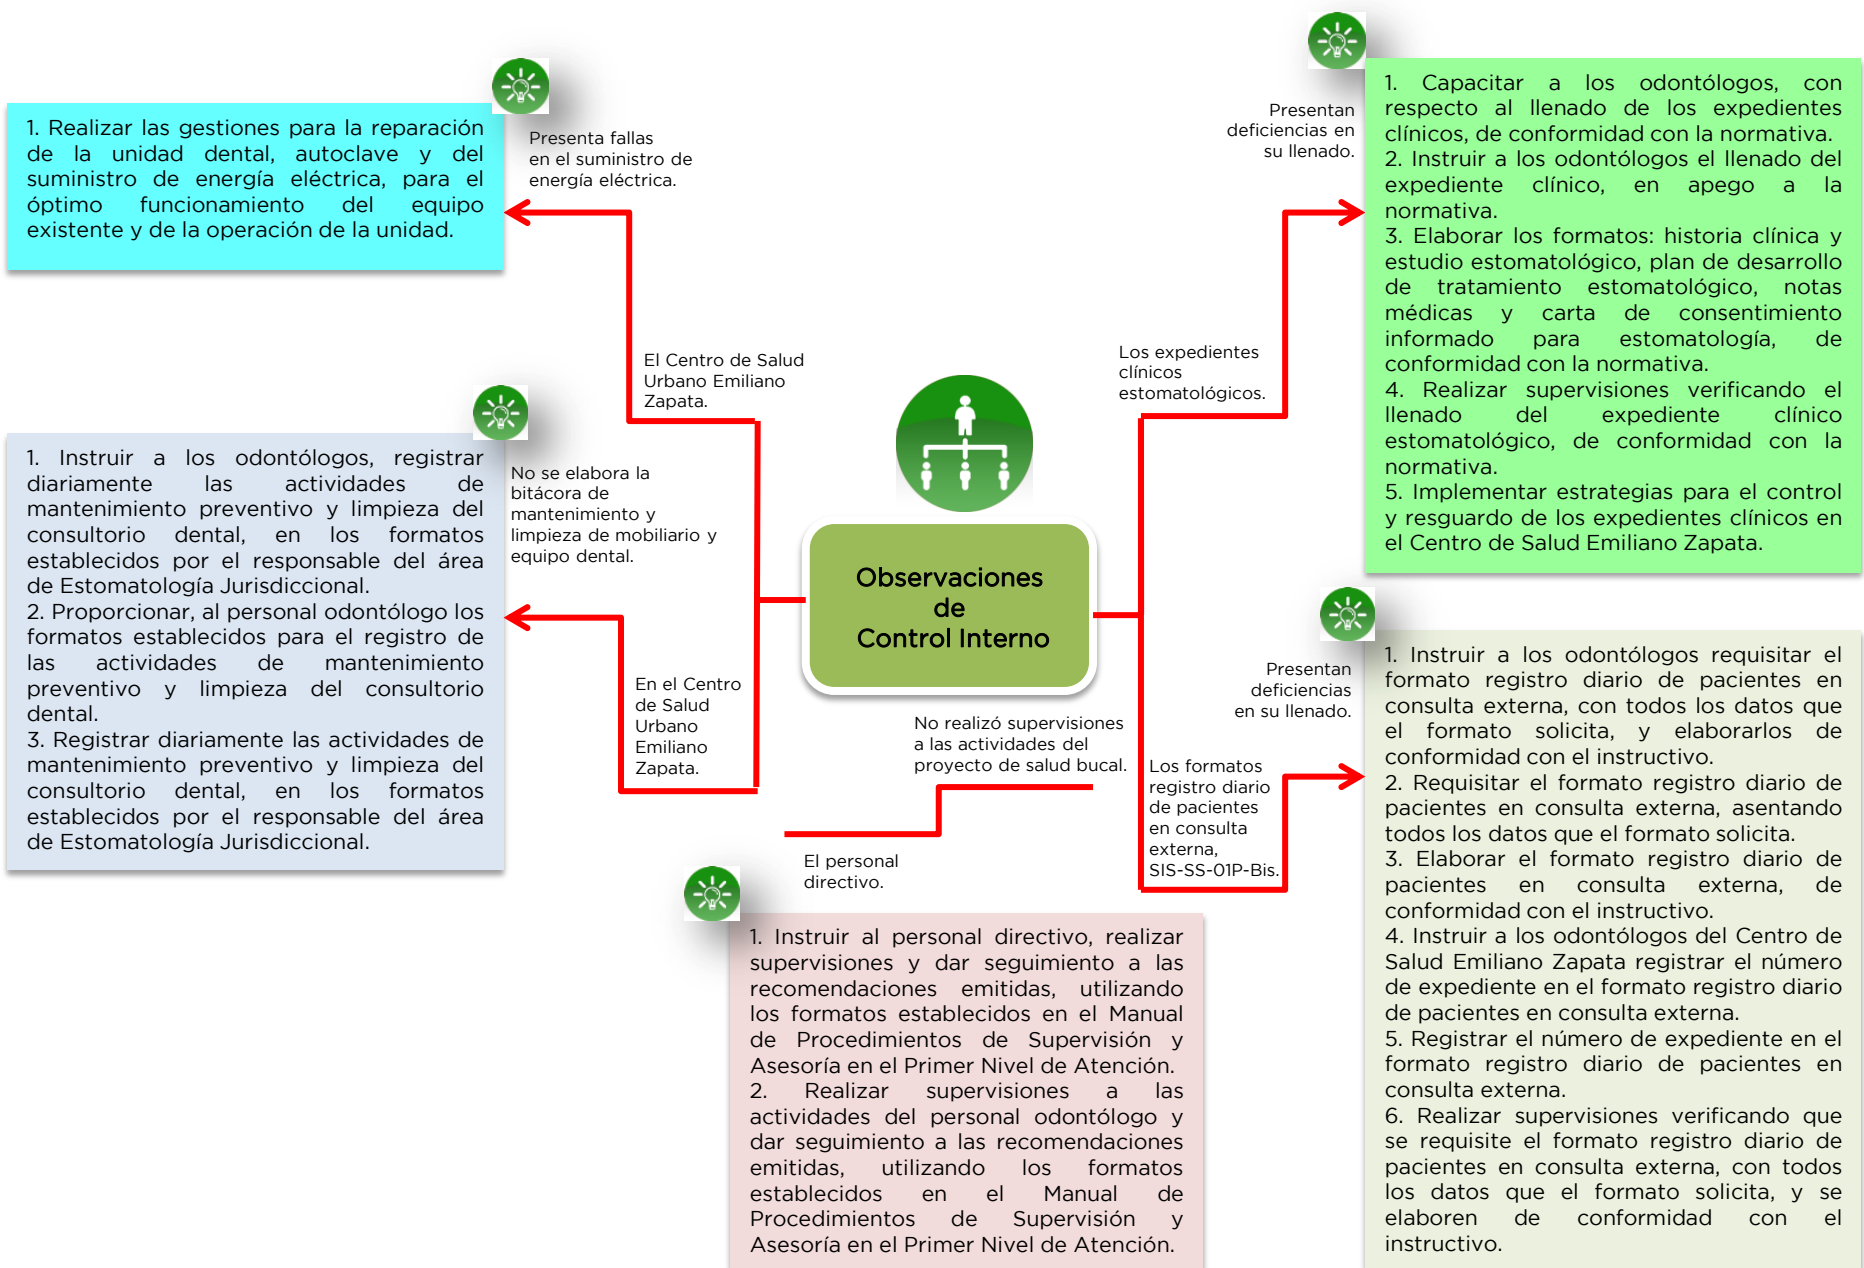 1. Realizar las gestiones para la reparación
de la unidad dental, autoclave y del
suministro de energía eléctrica, para el
óptimo funcionamiento del equipo
existente y de la operación de la unidad.
Presenta fallas
en el suministro de
energía eléctrica.
El Centro de Salud
Urbano Emiliano
Zapata.
1. Instruir a los odontólogos, registrar
diariamente las actividades de
mantenimiento preventivo y limpieza del
consultorio dental, en los formatos
establecidos por el responsable del área
de Estomatología Jurisdiccional.
2. Proporcionar, al personal odontólogo los
formatos establecidos para el registro de
las actividades de mantenimiento
preventivo y limpieza del consultorio
dental.
3. Registrar diariamente las actividades de
mantenimiento preventivo y limpieza del
consultorio dental, en los formatos
establecidos por el responsable del área
de Estomatología Jurisdiccional.
No se elabora la
bitácora de
mantenimiento y
limpieza de mobiliario y
equipo dental.
En el Centro
de Salud
Urbano
Emiliano
Zapata.
Observaciones
de
Control Interno
No realizó supervisiones
a las actividades del
proyecto de salud bucal.
El personal
directivo.
1. Instruir al personal directivo, realizar
supervisiones y dar seguimiento a las
recomendaciones emitidas, utilizando
los formatos establecidos en el Manual
de Procedimientos de Supervisión y
Asesoría en el Primer Nivel de Atención.
2. Realizar supervisiones a las
actividades del personal odontólogo y
dar seguimiento a las recomendaciones
emitidas, utilizando los formatos
establecidos en el Manual de
Procedimientos de Supervisión y
Asesoría en el Primer Nivel de Atención.
Presentan
deficiencias en
su llenado.
Los expedientes
clínicos
estomatológicos.
1. Capacitar a los odontólogos, con
respecto al llenado de los expedientes
clínicos, de conformidad con la normativa.
2. Instruir a los odontólogos el llenado del
expediente clínico, en apego a la
normativa.
3. Elaborar los formatos: historia clínica y
estudio estomatológico, plan de desarrollo
de tratamiento estomatológico, notas
médicas y carta de consentimiento
informado para estomatología, de
conformidad con la normativa.
4. Realizar supervisiones verificando el
llenado del expediente clínico
estomatológico, de conformidad con la
normativa.
5. Implementar estrategias para el control
y resguardo de los expedientes clínicos en
el Centro de Salud Emiliano Zapata.
Presentan
deficiencias
en su llenado.
Los formatos
registro diario
de pacientes
en consulta
externa,
SIS-SS-01P-Bis.
1. Instruir a los odontólogos requisitar el
formato registro diario de pacientes en
consulta externa, con todos los datos que
el formato solicita, y elaborarlos de
conformidad con el instructivo.
2. Requisitar el formato registro diario de
pacientes en consulta externa, asentando
todos los datos que el formato solicita.
3. Elaborar el formato registro diario de
pacientes en consulta externa, de
conformidad con el instructivo.
4. Instruir a los odontólogos del Centro de
Salud Emiliano Zapata registrar el número
de expediente en el formato registro diario
de pacientes en consulta externa.
5. Registrar el número de expediente en el
formato registro diario de pacientes en
consulta externa.
6. Realizar supervisiones verificando que
se requisite el formato registro diario de
pacientes en consulta externa, con todos
los datos que el formato solicita, y se
elaboren de conformidad con el
instructivo.